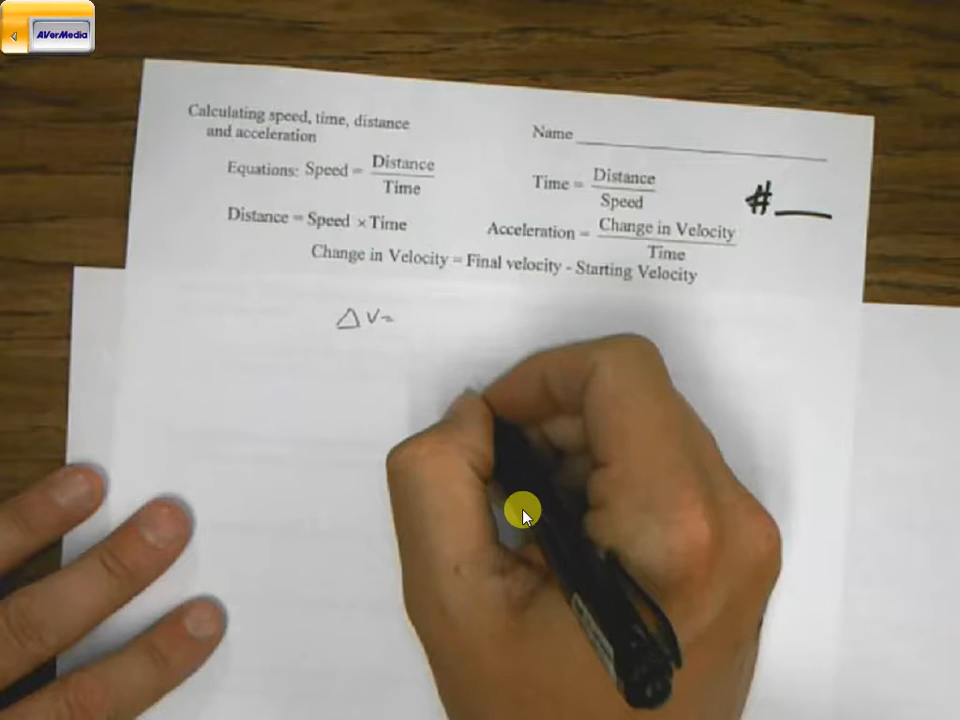 AVerMedia
Calculating speed, time, distance
and acceleration
Name
Equations: Speed = Distance / Time
Time = Distance / Speed
#
Distance = Speed × Time
Acceleration = Change in Velocity / Time
Change in Velocity = Final velocity - Starting Velocity
Δ V=